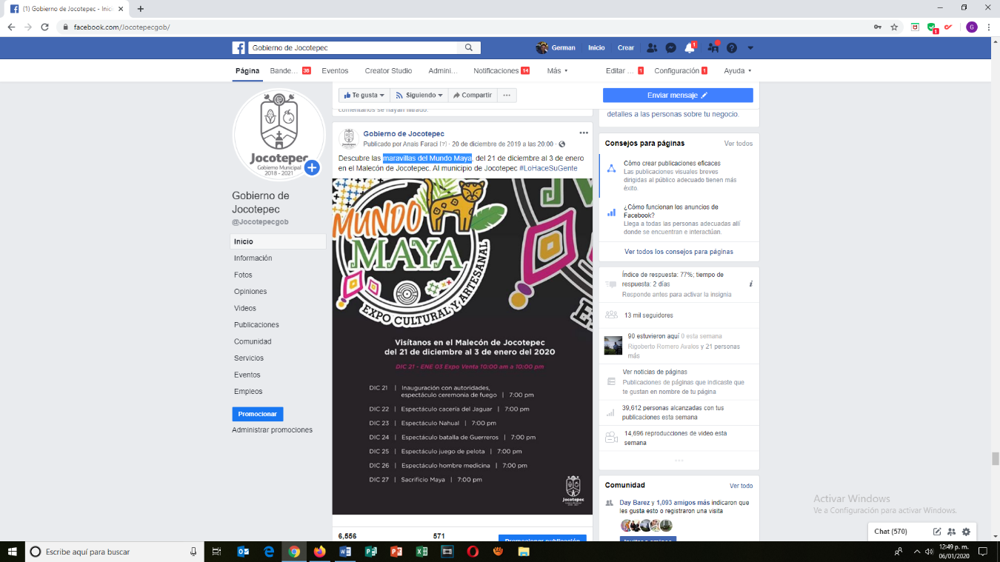 (1) Gobierno de Jocotepec - Inic
facebook.com/Jocotepecgob/
Gobierno de Jocotepec
German
Inicio
Crear
1
Página
Bande... 36
Eventos
Creator Studio
Admini...
Notificaciones 14
Más
Editar ... 1
Configuración 1
Ayuda
Jocotepec
Gobierno Municipal
2018 - 2021
Gobierno de
Jocotepec
@Jocotepecgob
Inicio
Información
Fotos
Opiniones
Videos
Publicaciones
Comunidad
Servicios
Eventos
Empleos
Promocionar
Administrar promociones
Te gusta
Siguiendo
Compartir
Enviar mensaje
comentarios se hayan filtrado.
Gobierno de Jocotepec
Publicado por Anais Faraci [?] · 20 de diciembre de 2019 a las 20:00 ·
Descubre las maravillas del Mundo Maya del 21 de diciembre al 3 de enero
en el Malecón de Jocotepec. Al municipio de Jocotepec #LoHaceSuGente
MUNDO
MAYA
EXPO CULTURAL Y ARTESANAL
Visítanos en el Malecón de Jocotepec
del 21 de diciembre al 3 de enero del 2020
DIC 21 - ENE 03 Expo Venta 10:00 am a 10:00 pm
DIC 21 | Inauguración con autoridades,
espectáculo ceremonia de fuego | 7:00 pm
DIC 22 | Espectáculo cacería del Jaguar | 7:00 pm
DIC 23 | Espectáculo Nahual | 7:00 pm
DIC 24 | Espectáculo batalla de Guerreros | 7:00 pm
DIC 25 | Espectáculo juego de pelota | 7:00 pm
DIC 26 | Espectáculo hombre medicina | 7:00 pm
DIC 27 | Sacrificio Maya | 7:00 pm
Jocotepec
6,556
571
Promocionar publicación
detalles a las personas sobre tu negocio.
Consejos para páginas
Ver todos
Cómo crear publicaciones eficaces
Las publicaciones visuales breves
dirigidas al público adecuado tienen más
éxito.
¿Cómo funcionan los anuncios de
Facebook?
Llega a todas las personas adecuadas allí
donde se encuentran e interactúan.
Ver todos los consejos para páginas
Índice de respuesta: 77%; tiempo de
respuesta: 2 días
Responde antes para activar la insignia
13 mil seguidores
90 estuvieron aquí 0 esta semana
Rigoberto Romero Avalos y 21 personas
más
Ver noticias de páginas
Publicaciones de páginas que indicaste que
te gustan en nombre de tu página
39,612 personas alcanzadas con tus
publicaciones esta semana
14,696 reproducciones de video esta
semana
Comunidad
Ver todo
Day Barez y 1,093 amigos más indicaron que
les gusta esto o registraron una visita
Invitar a amigos
Activar Windows
Ve a Configuración para activar Windows.
Chat (570)
Escribe aquí para buscar
12:49 p. m.
06/01/2020